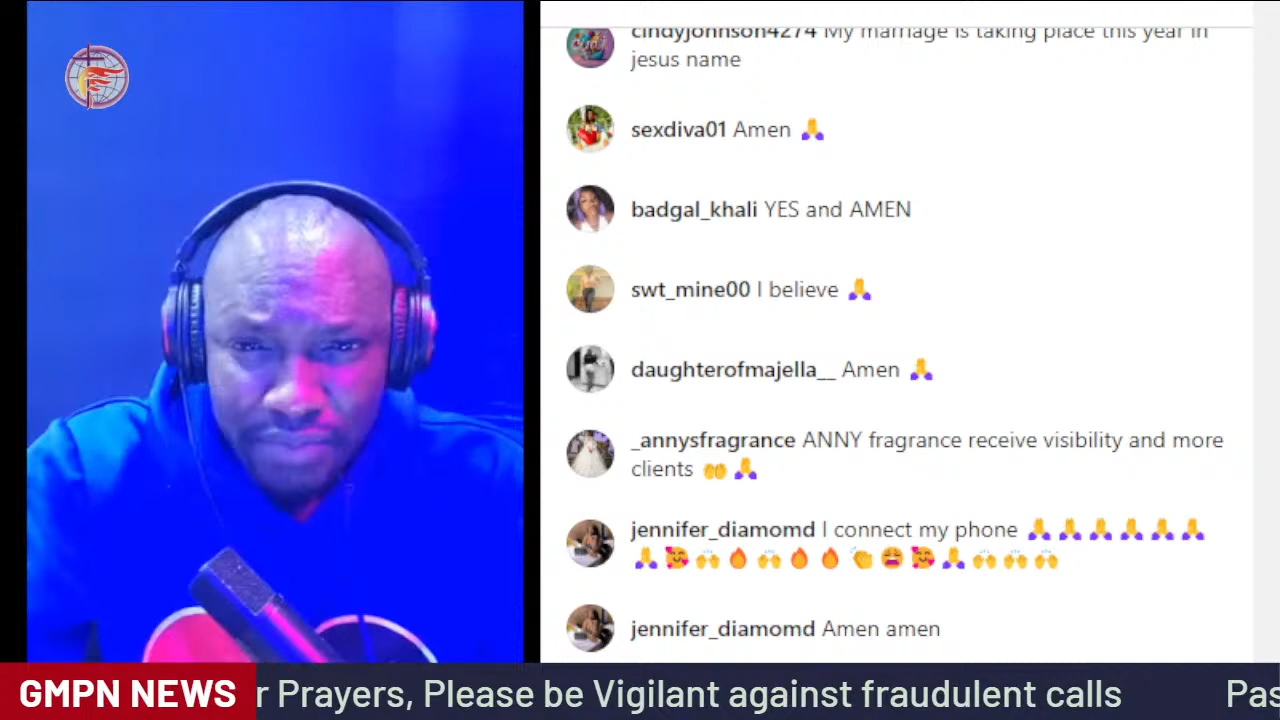 cindyjohnson4274 My marriage is taking place this year in
jesus name
sexdiva01 Amen 🙏
badgal_khali YES and AMEN
swt_mine00 I believe 🙏
daughterofmajella__ Amen 🙏
_annysfragrance ANNY fragrance receive visibility and more
clients 🤲 🙏
jennifer_diamomd I connect my phone 🙏 🙏 🙏 🙏 🙏 🙏
🙏 🥰 🙌 🔥 🙌 🔥 🔥 👏 😫 🥰 🙏 🙌 🙌 🙌
jennifer_diamomd Amen amen
GMPN NEWS
r Prayers, Please be Vigilant against fraudulent calls
Pas